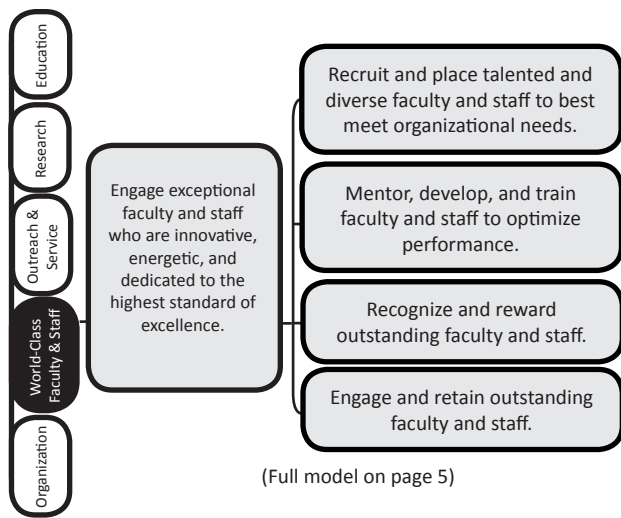 Education
Research
Outreach &
Service
World-Class
Faculty & Staff
Organization
Engage exceptional
faculty and staff
who are innovative,
energetic, and
dedicated to the
highest standard of
excellence.
Recruit and place talented and
diverse faculty and staff to best
meet organizational needs.
Mentor, develop, and train
faculty and staff to optimize
performance.
Recognize and reward
outstanding faculty and staff.
Engage and retain outstanding
faculty and staff.
(Full model on page 5)